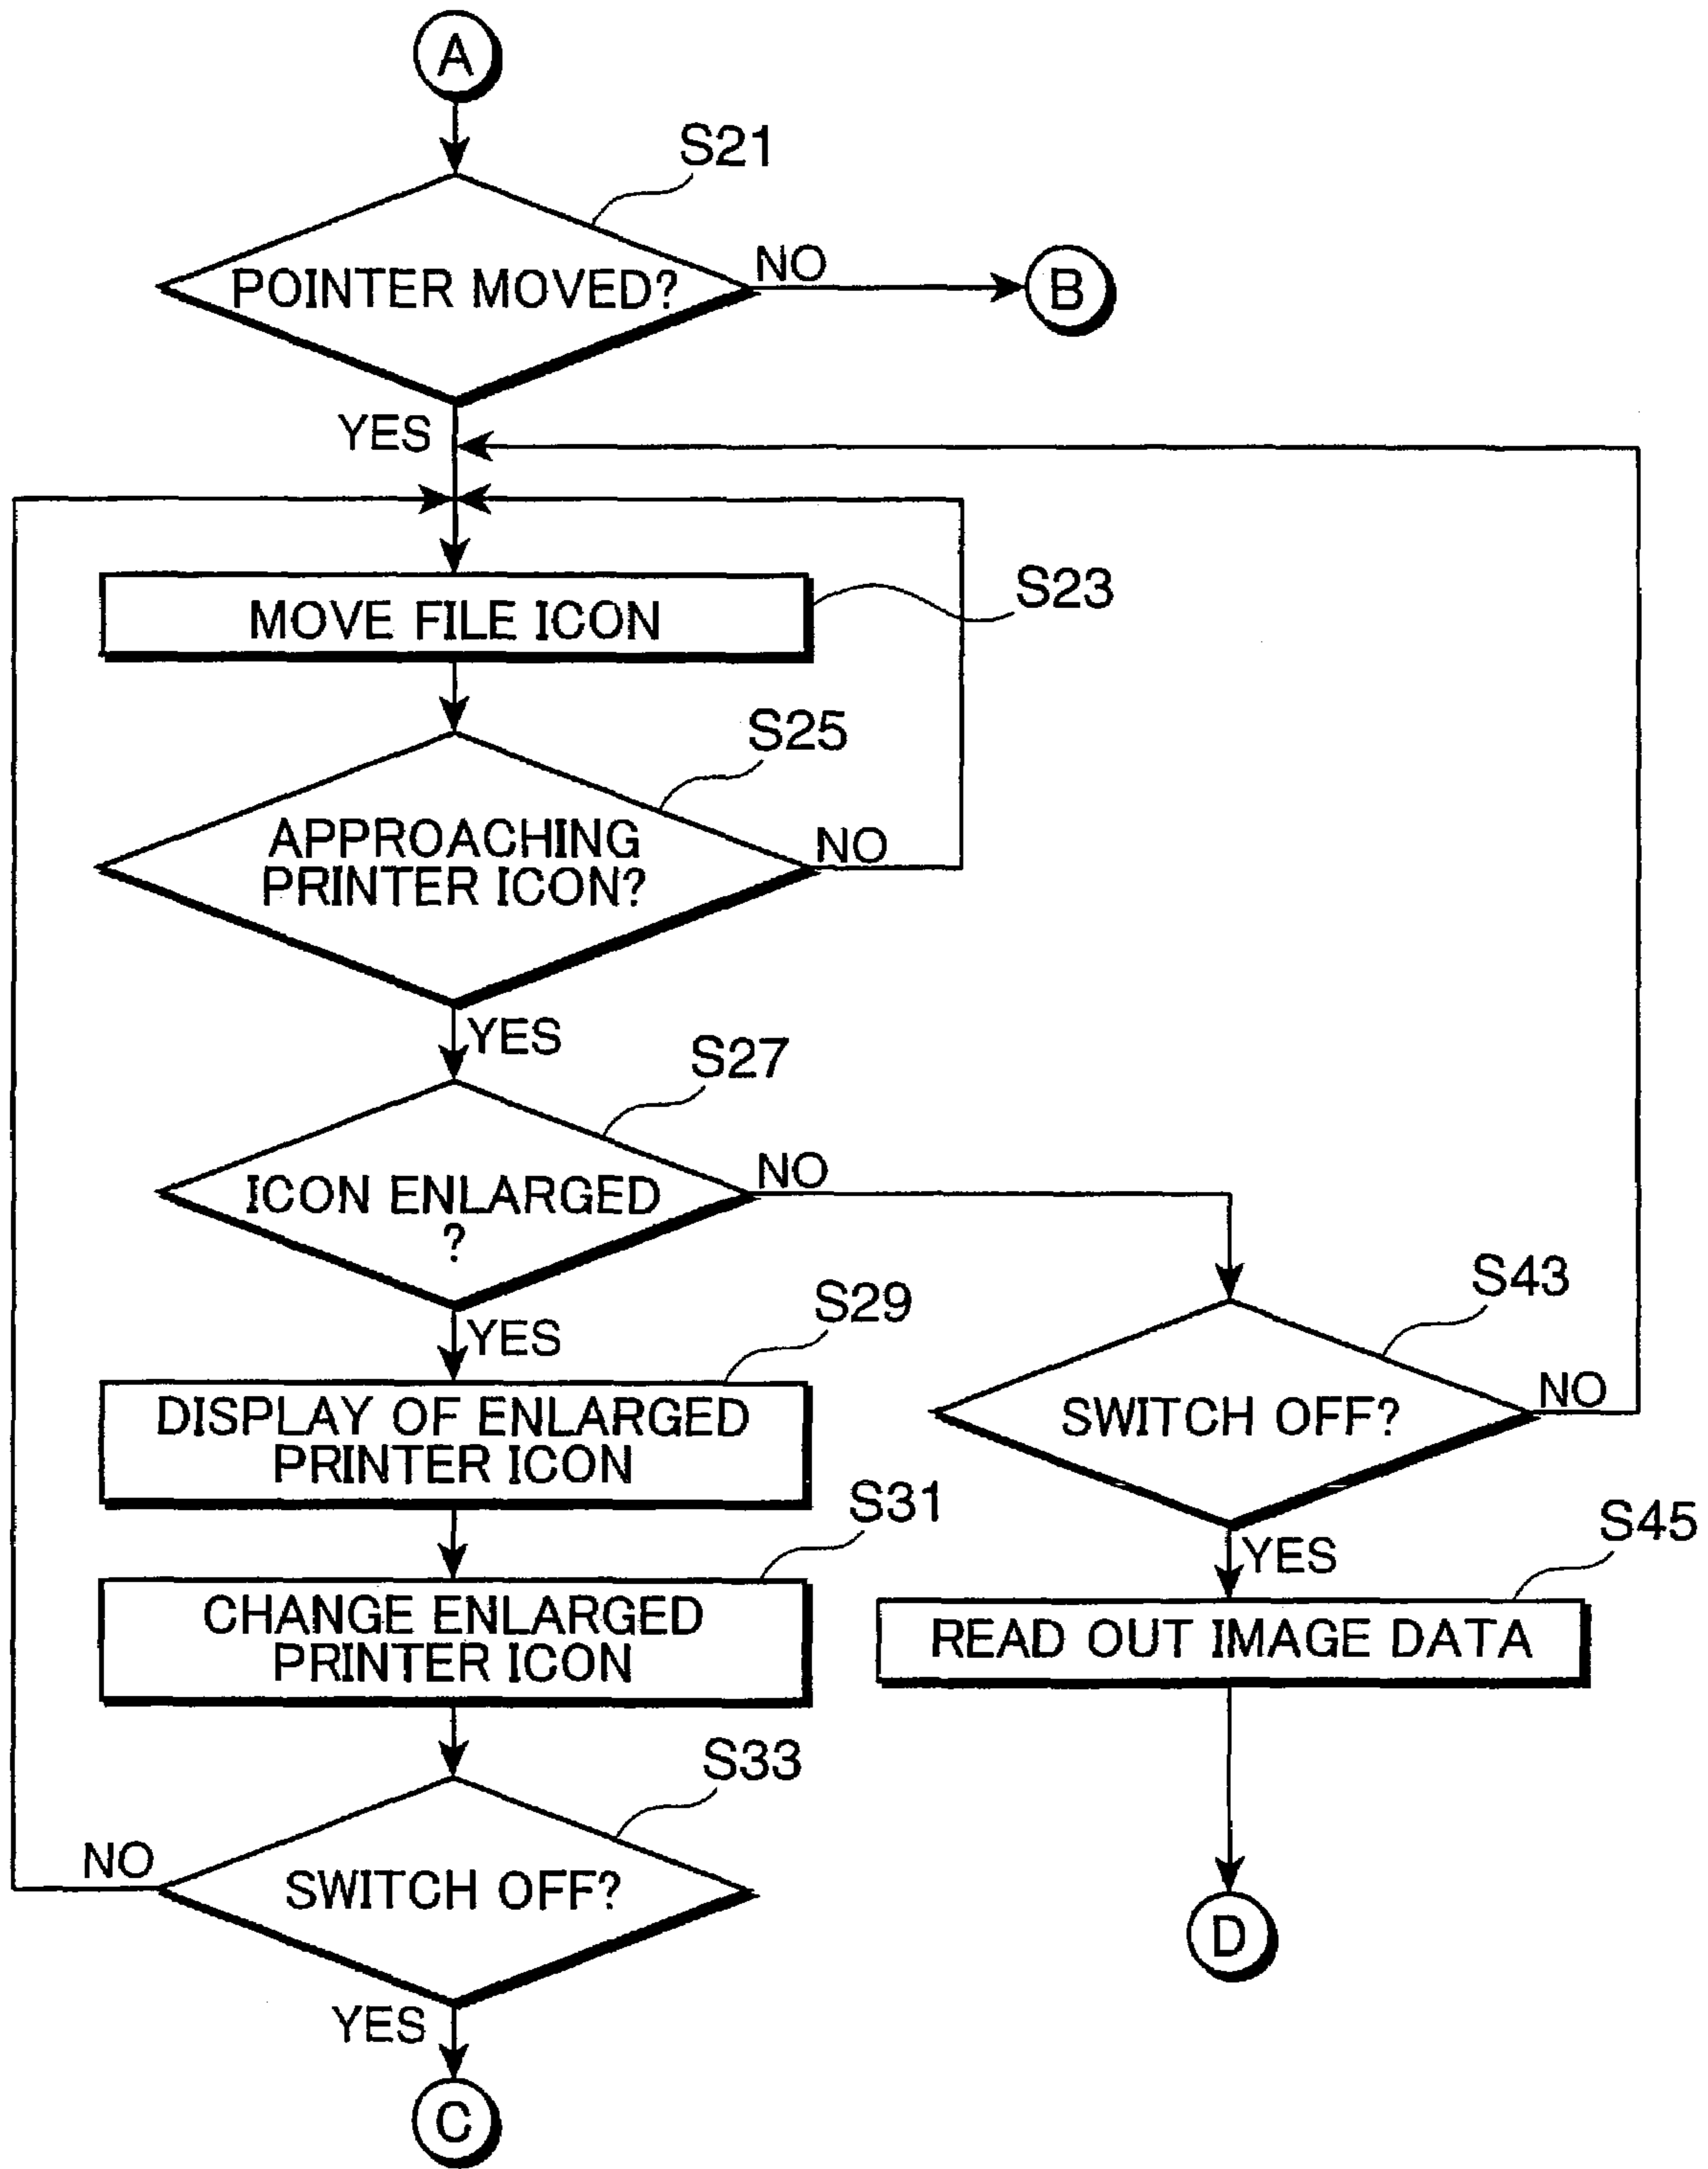 A
S21
POINTER MOVED?
NO
B
YES
MOVE FILE ICON
S23
S25
APPROACHING
PRINTER ICON?
NO
YES
S27
ICON ENLARGED
?
NO
YES
S29
DISPLAY OF ENLARGED
PRINTER ICON
S31
CHANGE ENLARGED
PRINTER ICON
S33
SWITCH OFF?
NO
YES
C
S43
SWITCH OFF?
NO
YES
S45
READ OUT IMAGE DATA
D